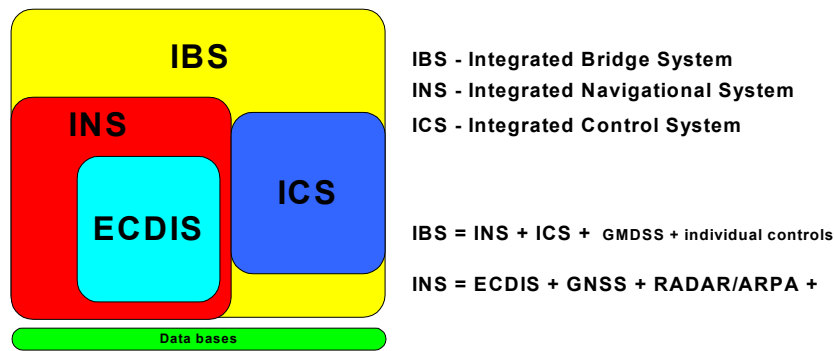 IBS
INS
ECDIS
ICS
Data bases
IBS - Integrated Bridge System
INS - Integrated Navigational System
ICS - Integrated Control System
IBS = INS + ICS + GMDSS + individual controls
INS = ECDIS + GNSS + RADAR/ARPA +